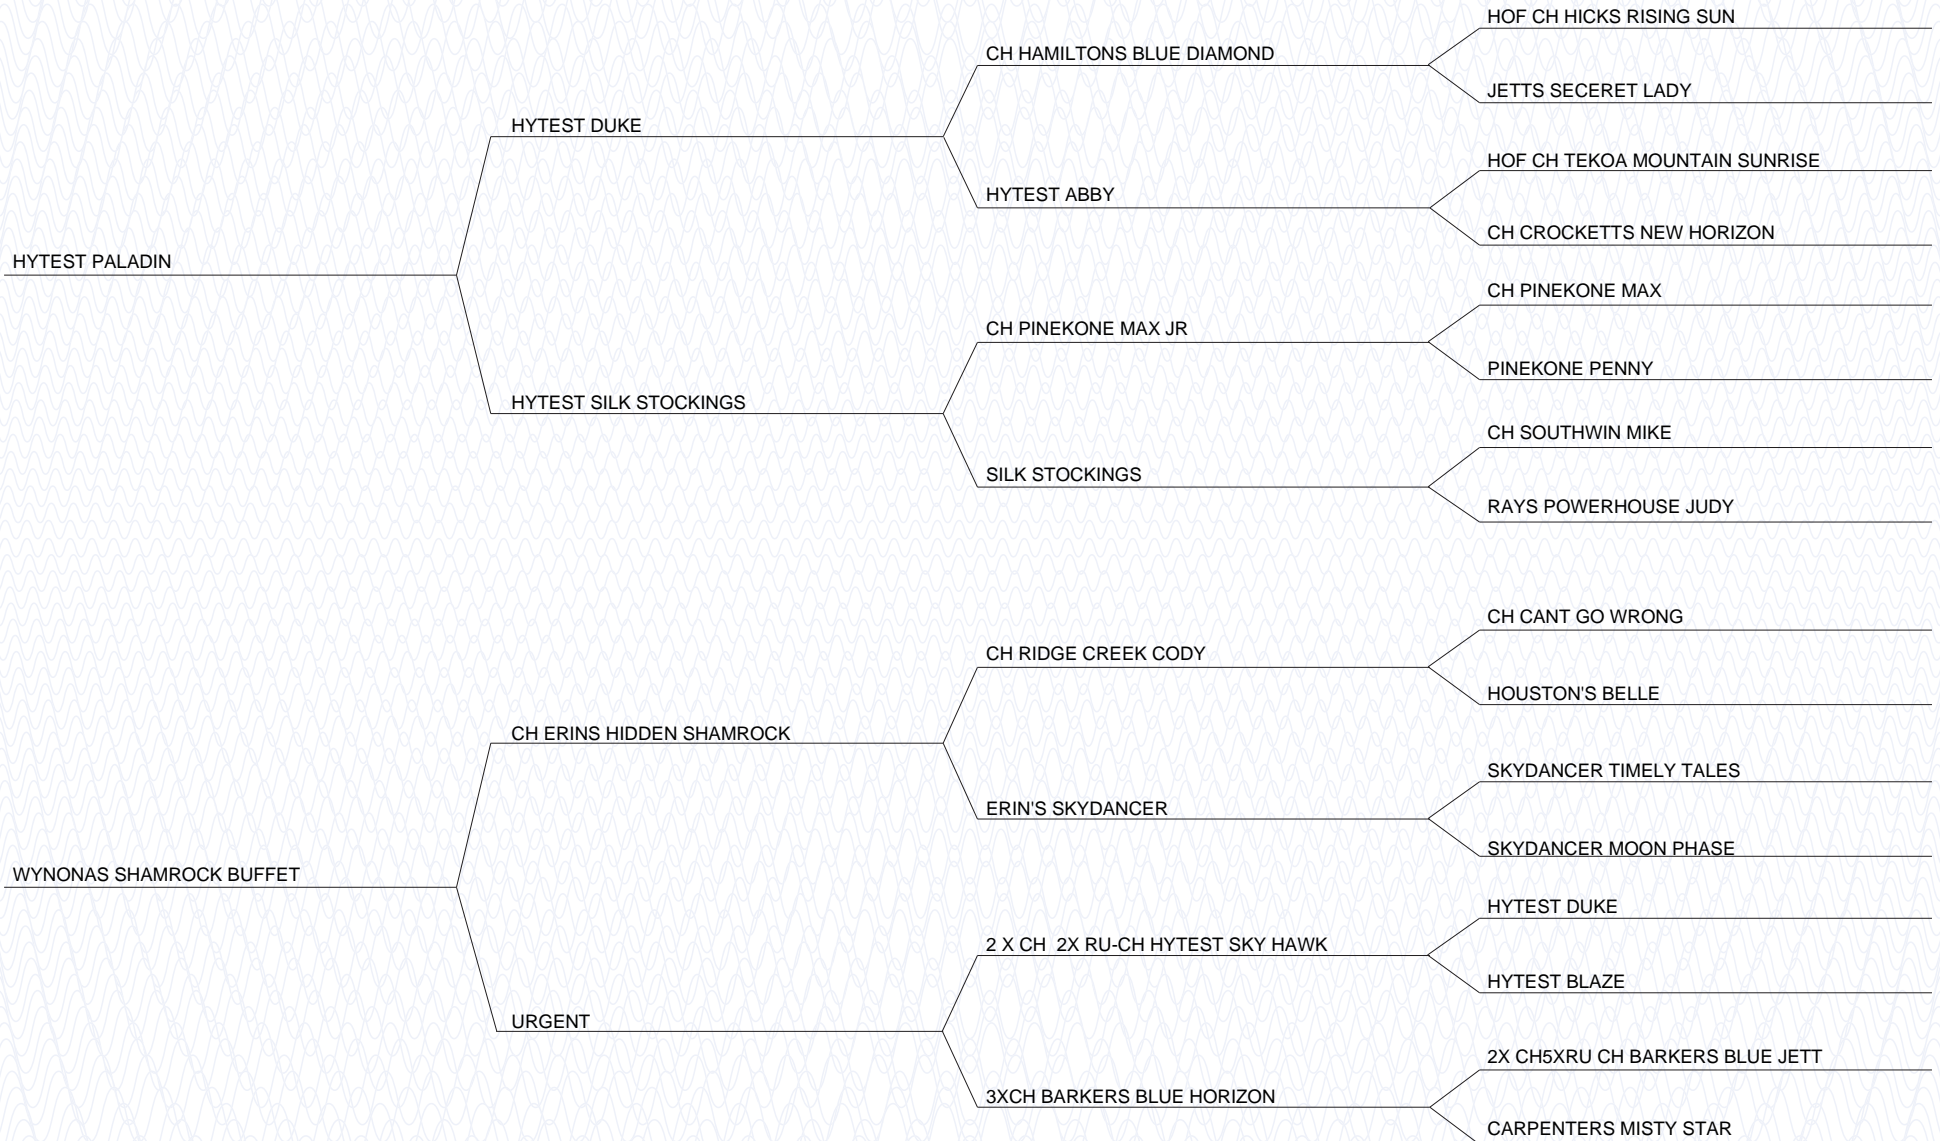 HOF CH HICKS RISING SUN
CH HAMILTONS BLUE DIAMOND
JETTS SECERET LADY
HYTEST DUKE
HOF CH TEKOA MOUNTAIN SUNRISE
HYTEST ABBY
CH CROCKETTS NEW HORIZON
HYTEST PALADIN
CH PINEKONE MAX
CH PINEKONE MAX JR
PINEKONE PENNY
HYTEST SILK STOCKINGS
CH SOUTHWIN MIKE
SILK STOCKINGS
RAYS POWERHOUSE JUDY
CH CANT GO WRONG
CH RIDGE CREEK CODY
HOUSTON'S BELLE
CH ERINS HIDDEN SHAMROCK
SKYDANCER TIMELY TALES
ERIN'S SKYDANCER
SKYDANCER MOON PHASE
WYNONAS SHAMROCK BUFFET
HYTEST DUKE
2 X CH  2X RU-CH HYTEST SKY HAWK
HYTEST BLAZE
URGENT
2X CH5XRU CH BARKERS BLUE JETT
3XCH BARKERS BLUE HORIZON
CARPENTERS MISTY STAR